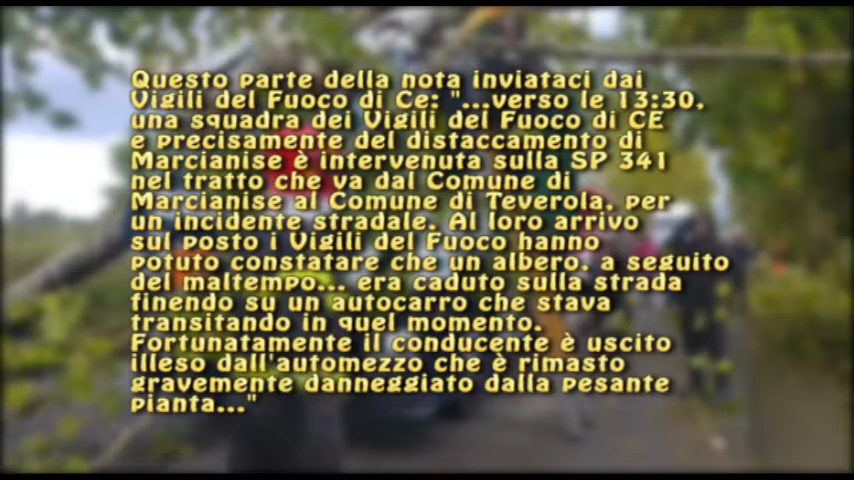 Questo parte della nota inviataci dai
Vigili del Fuoco di Ce: "...verso le 13:30,
una squadra dei Vigili del Fuoco di CE
e precisamente del distaccamento di
Marcianise è intervenuta sulla SP 341
nel tratto che va dal Comune di
Marcianise al Comune di Teverola, per
un incidente stradale. Al loro arrivo
sul posto i Vigili del Fuoco hanno
potuto constatare che un albero, a seguito
del maltempo... era caduto sulla strada
finendo su un autocarro che stava
transitando in quel momento.
Fortunatamente il conducente è uscito
illeso dall'automezzo che è rimasto
gravemente danneggiato dalla pesante
pianta..."